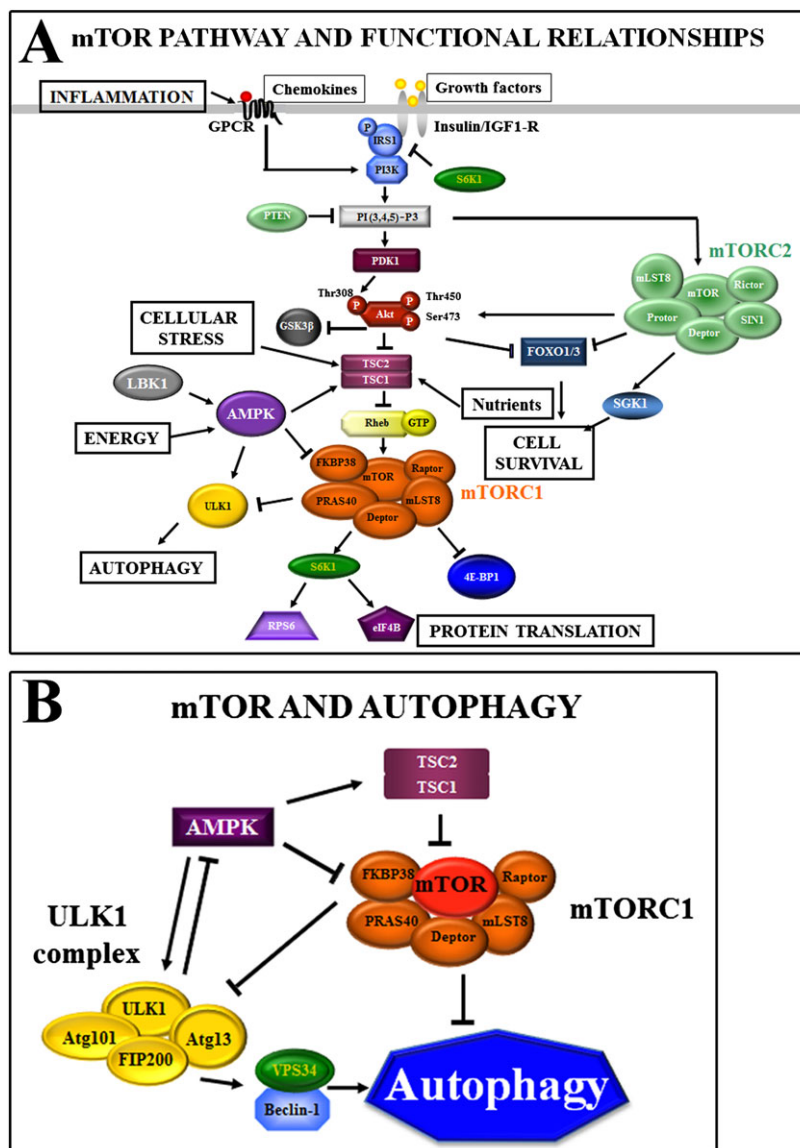 A
mTOR PATHWAY AND FUNCTIONAL RELATIONSHIPS
INFLAMMATION
Chemokines
Growth factors
GPCR
P
IRS1
Insulin/IGF1-R
PI3K
S6K1
PTEN
PI(3,4,5)-P3
mTORC2
PDK1
mLST8
mTOR
Rictor
Protor
Deptor
SIN1
Thr308
P
Akt
P
Thr450
P
Ser473
GSK3β
CELLULAR
STRESS
FOXO1/3
TSC2
TSC1
LBK1
AMPK
Nutrients
SGK1
Rheb
GTP
ENERGY
CELL
SURVIVAL
FKBP38
mTOR
Raptor
PRAS40
mLST8
Deptor
mTORC1
ULK1
AUTOPHAGY
S6K1
4E-BP1
RPS6
eIF4B
PROTEIN TRANSLATION
B
mTOR AND AUTOPHAGY
TSC2
TSC1
AMPK
FKBP38
mTOR
Raptor
PRAS40
mLST8
Deptor
mTORC1
ULK1
complex
ULK1
Atg101
Atg13
FIP200
VPS34
Beclin-1
Autophagy